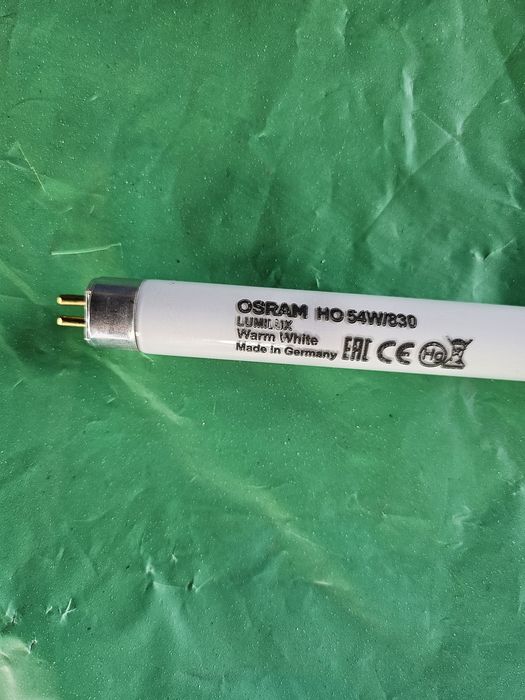 OSRAM HO 54W/830
LUMILUX
Warm White
Made in Germany EAC CE Hg